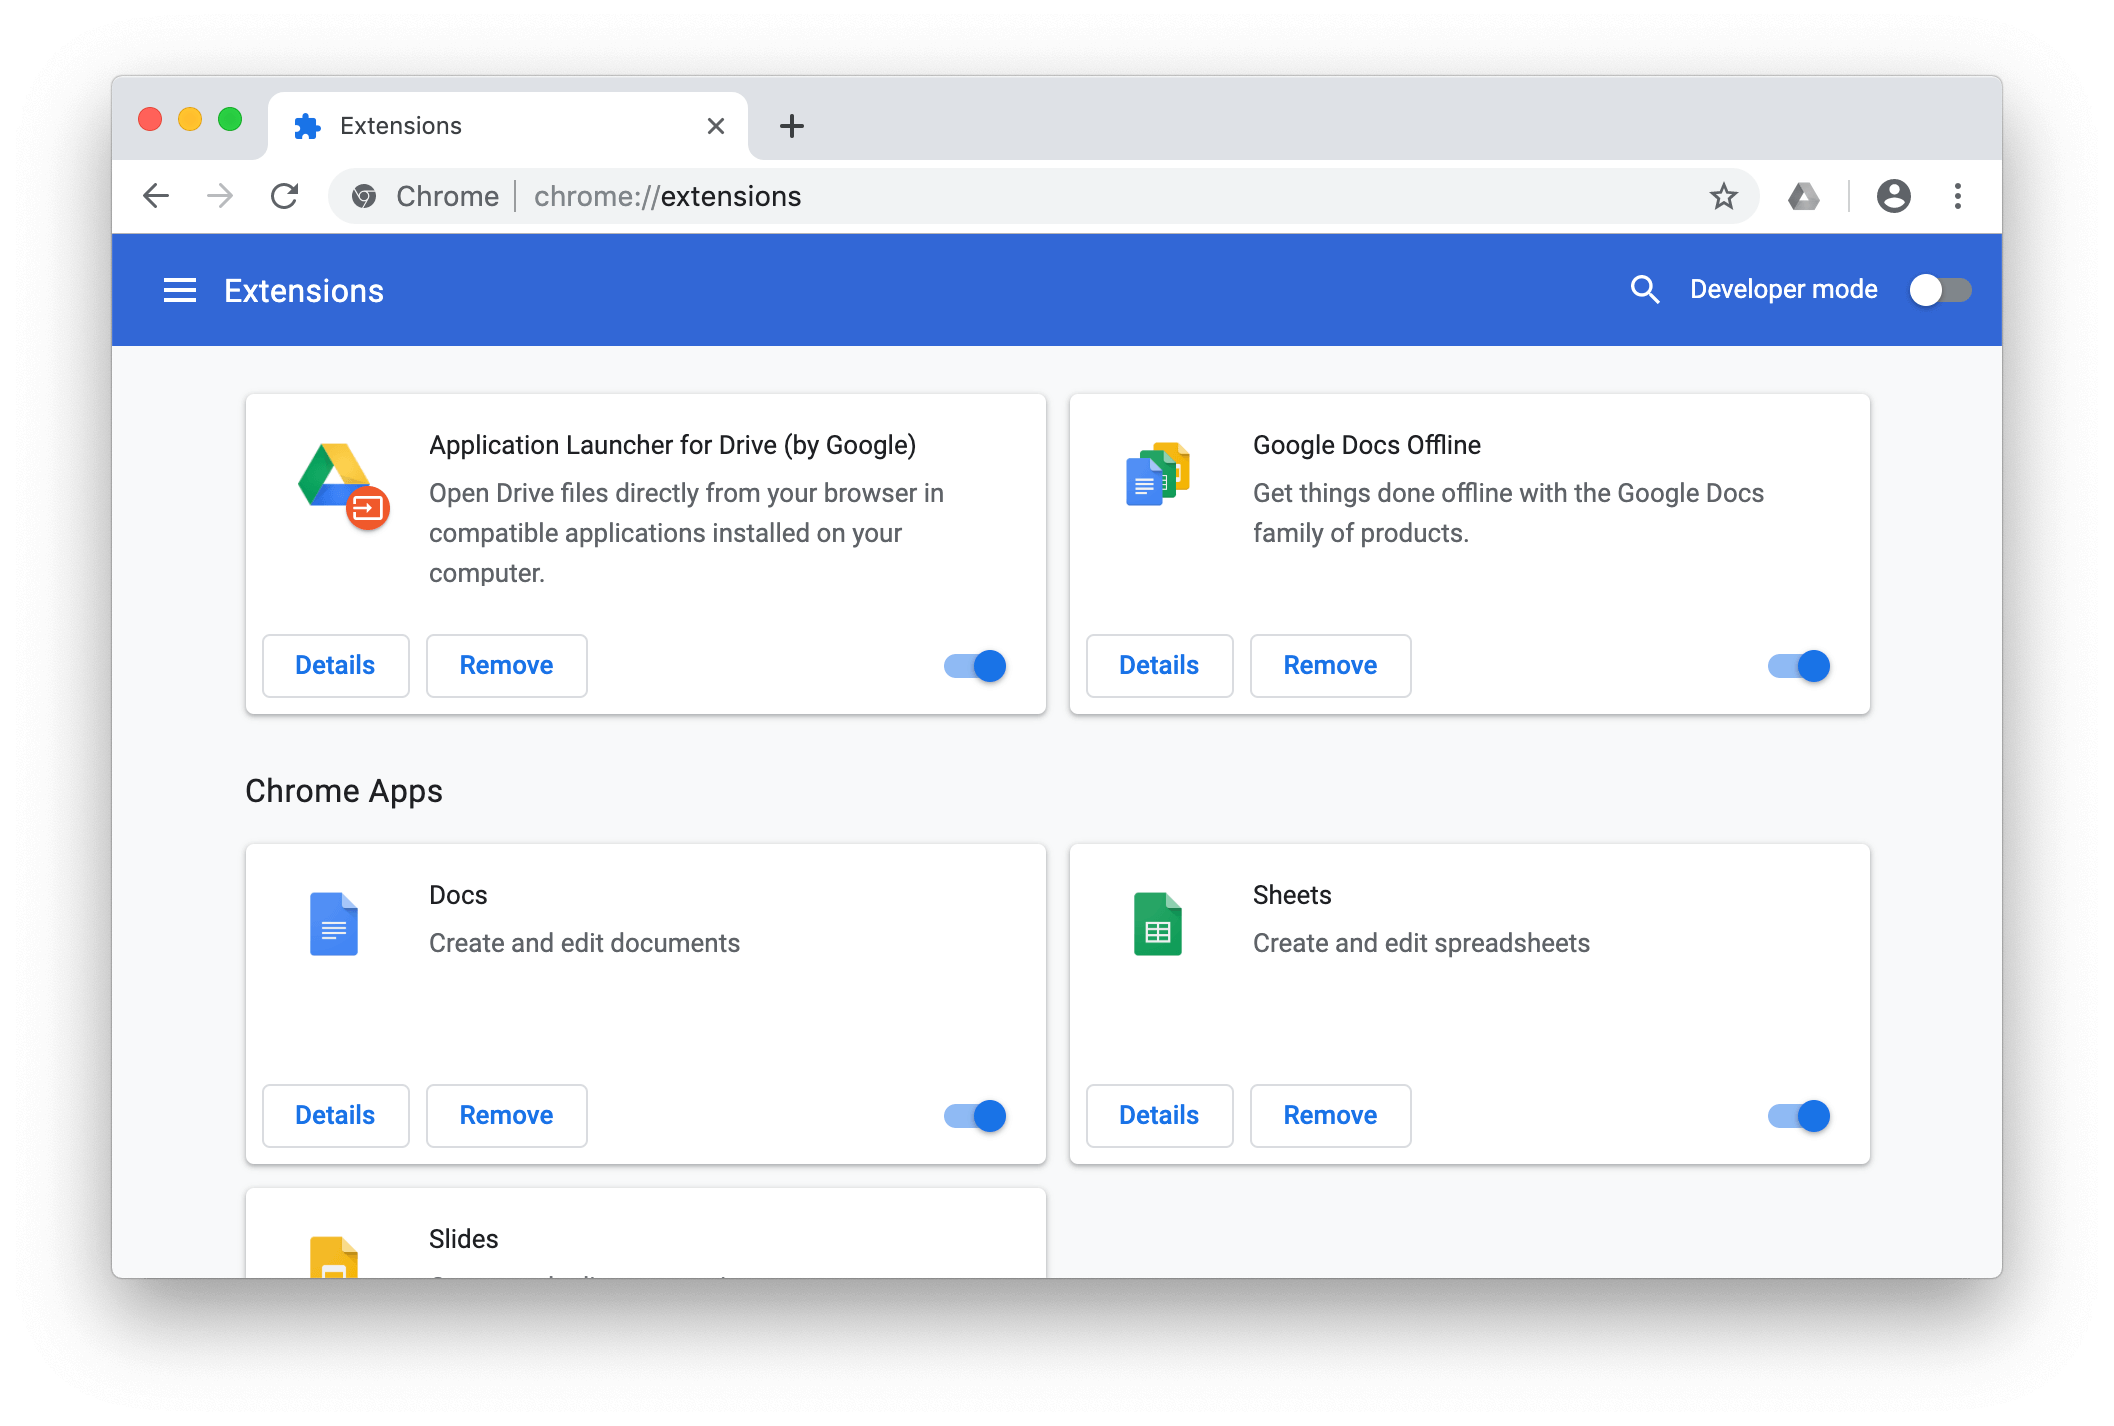 Extensions
Chrome | chrome://extensions
Extensions
Developer mode
Application Launcher for Drive (by Google)
Open Drive files directly from your browser in
compatible applications installed on your
computer.
Details Remove
Google Docs Offline
Get things done offline with the Google Docs
family of products.
Details Remove
Chrome Apps
Docs
Create and edit documents
Details Remove
Sheets
Create and edit spreadsheets
Details Remove
Slides